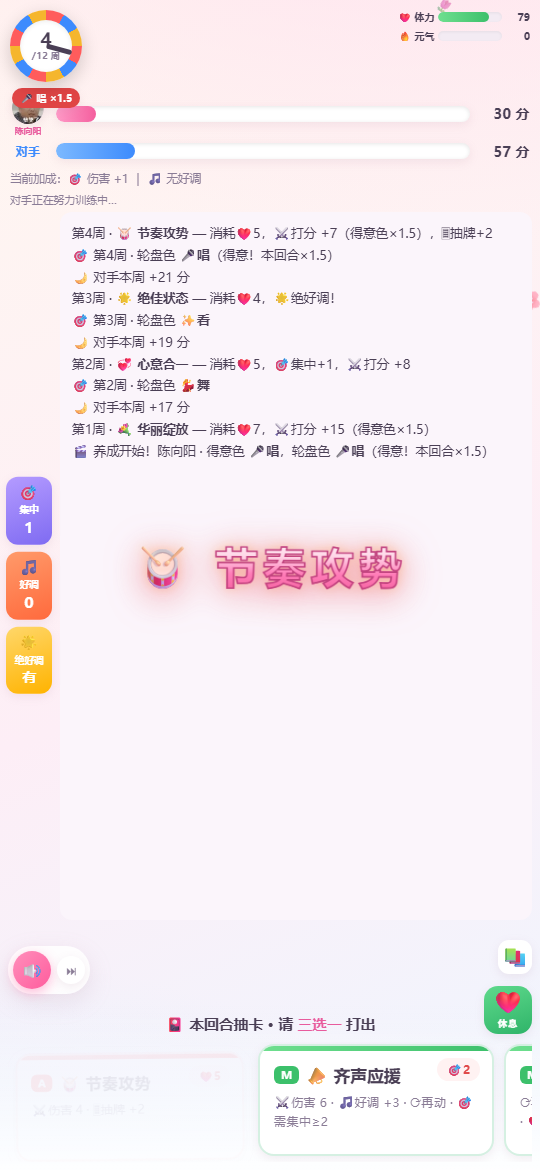 4
/12 周
体力 79
元气 0
唱 ×1.5
陈向阳
30 分
对手
57 分
当前加成: 伤害 +1 | 无好调
对手正在努力训练中...
第4周 · 节奏攻势 — 消耗 5, 打分 +7（得意色×1.5）, 抽牌+2
第4周 · 轮盘色 唱（得意！本回合×1.5）
对手本周 +21 分
第3周 · 绝佳状态 — 消耗 4, 绝好调！
第3周 · 轮盘色 香
对手本周 +19 分
第2周 · 心意合一 — 消耗 5, 集中+1, 打分 +8
第2周 · 轮盘色 舞
对手本周 +17 分
第1周 · 华丽绽放 — 消耗 7, 打分 +15（得意色×1.5）
养成开始！陈向阳 · 得意色 唱, 轮盘色 唱（得意！本回合×1.5）
集中
1
好调
0
绝好调
有
节奏攻势
休息
本回合抽卡 • 请 三选一 打出
A 节奏攻势 5
伤害 4 · 抽牌 +2
M 齐声应援 2
伤害 6 · 好调 +3 · 再动 ·
需集中≥2